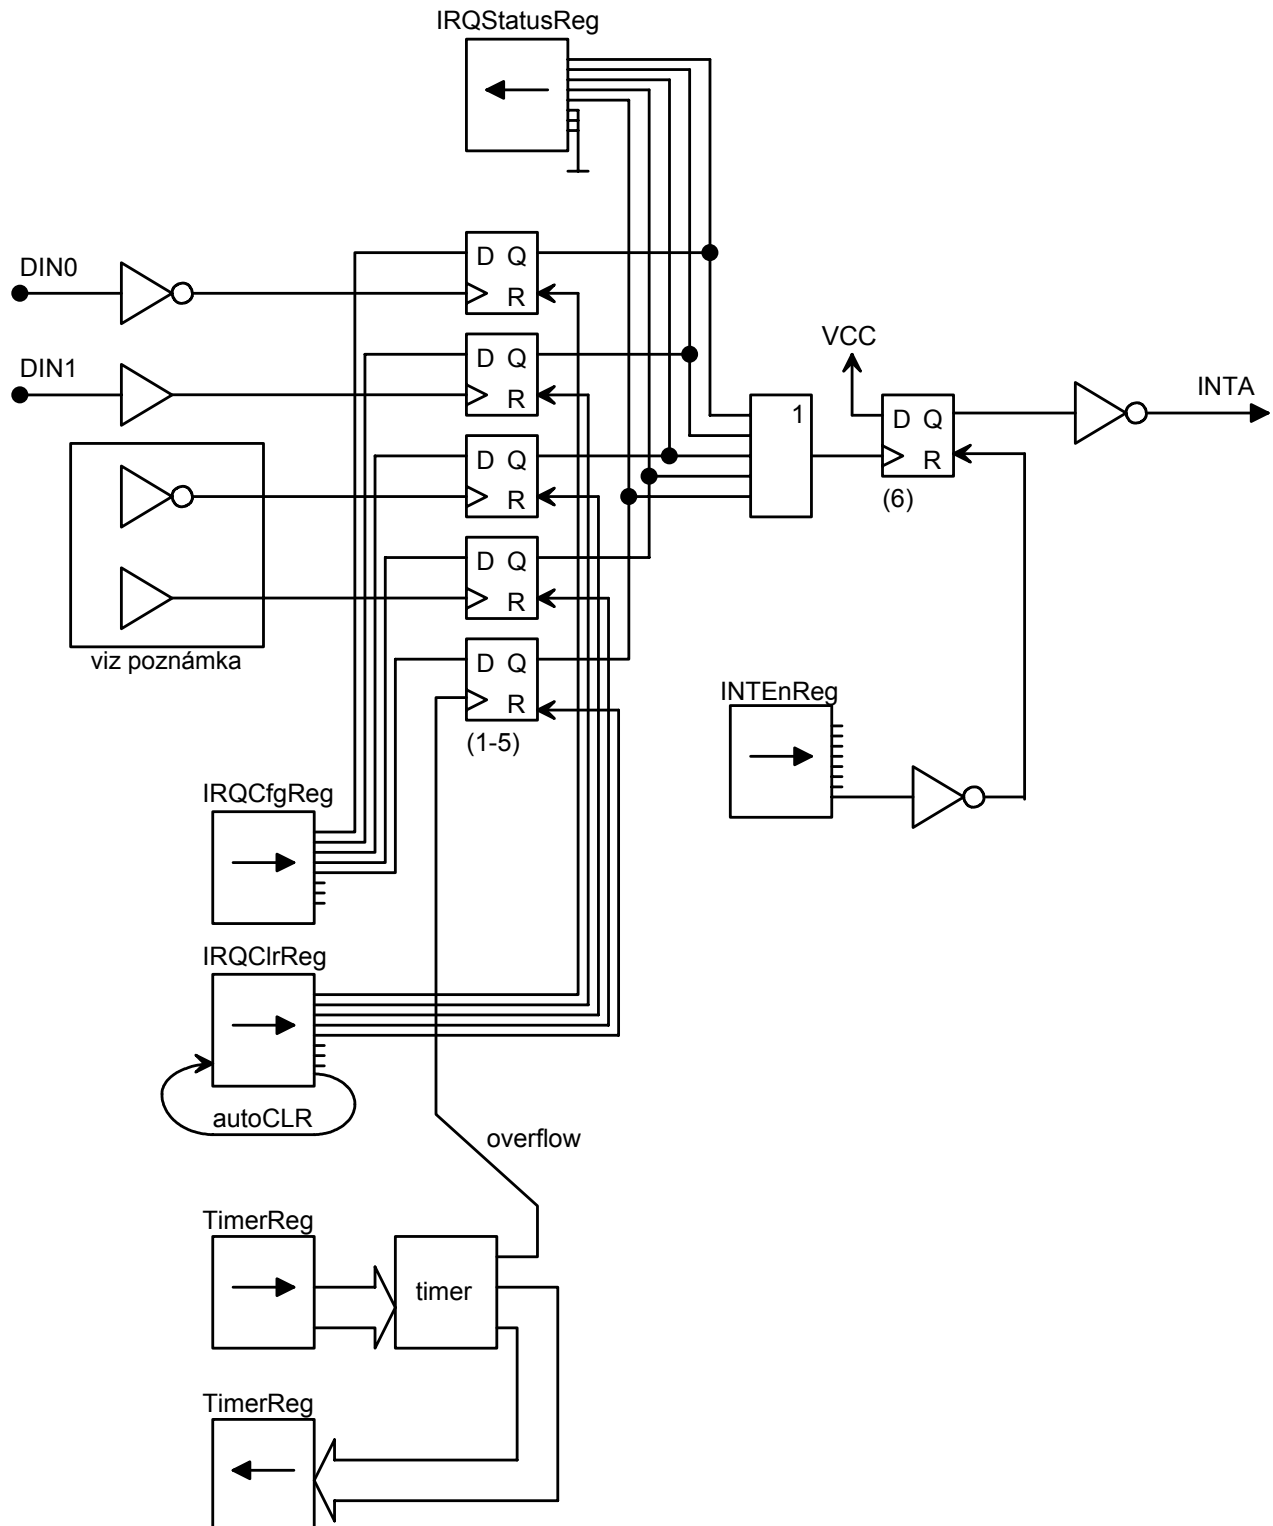 IRQStatusReg
DIN0
D Q
R
DIN1
D Q
R
VCC
1
D Q
R
(6)
INTA
D Q
R
viz poznámka
D Q
R
D Q
R
(1-5)
INTEnReg
IRQCfgReg
IRQClrReg
autoCLR
overflow
TimerReg
timer
TimerReg